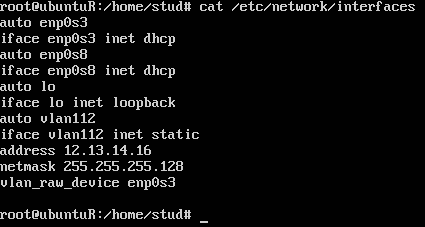 root@ubuntuR:/home/stud# cat /etc/network/interfaces
auto enp0s3
iface enp0s3 inet dhcp
auto enp0s8
iface enp0s8 inet dhcp
auto lo
iface lo inet loopback
auto vlan112
iface vlan112 inet static
address 12.13.14.16
netmask 255.255.255.128
vlan_raw_device enp0s3
root@ubuntuR:/home/stud# _